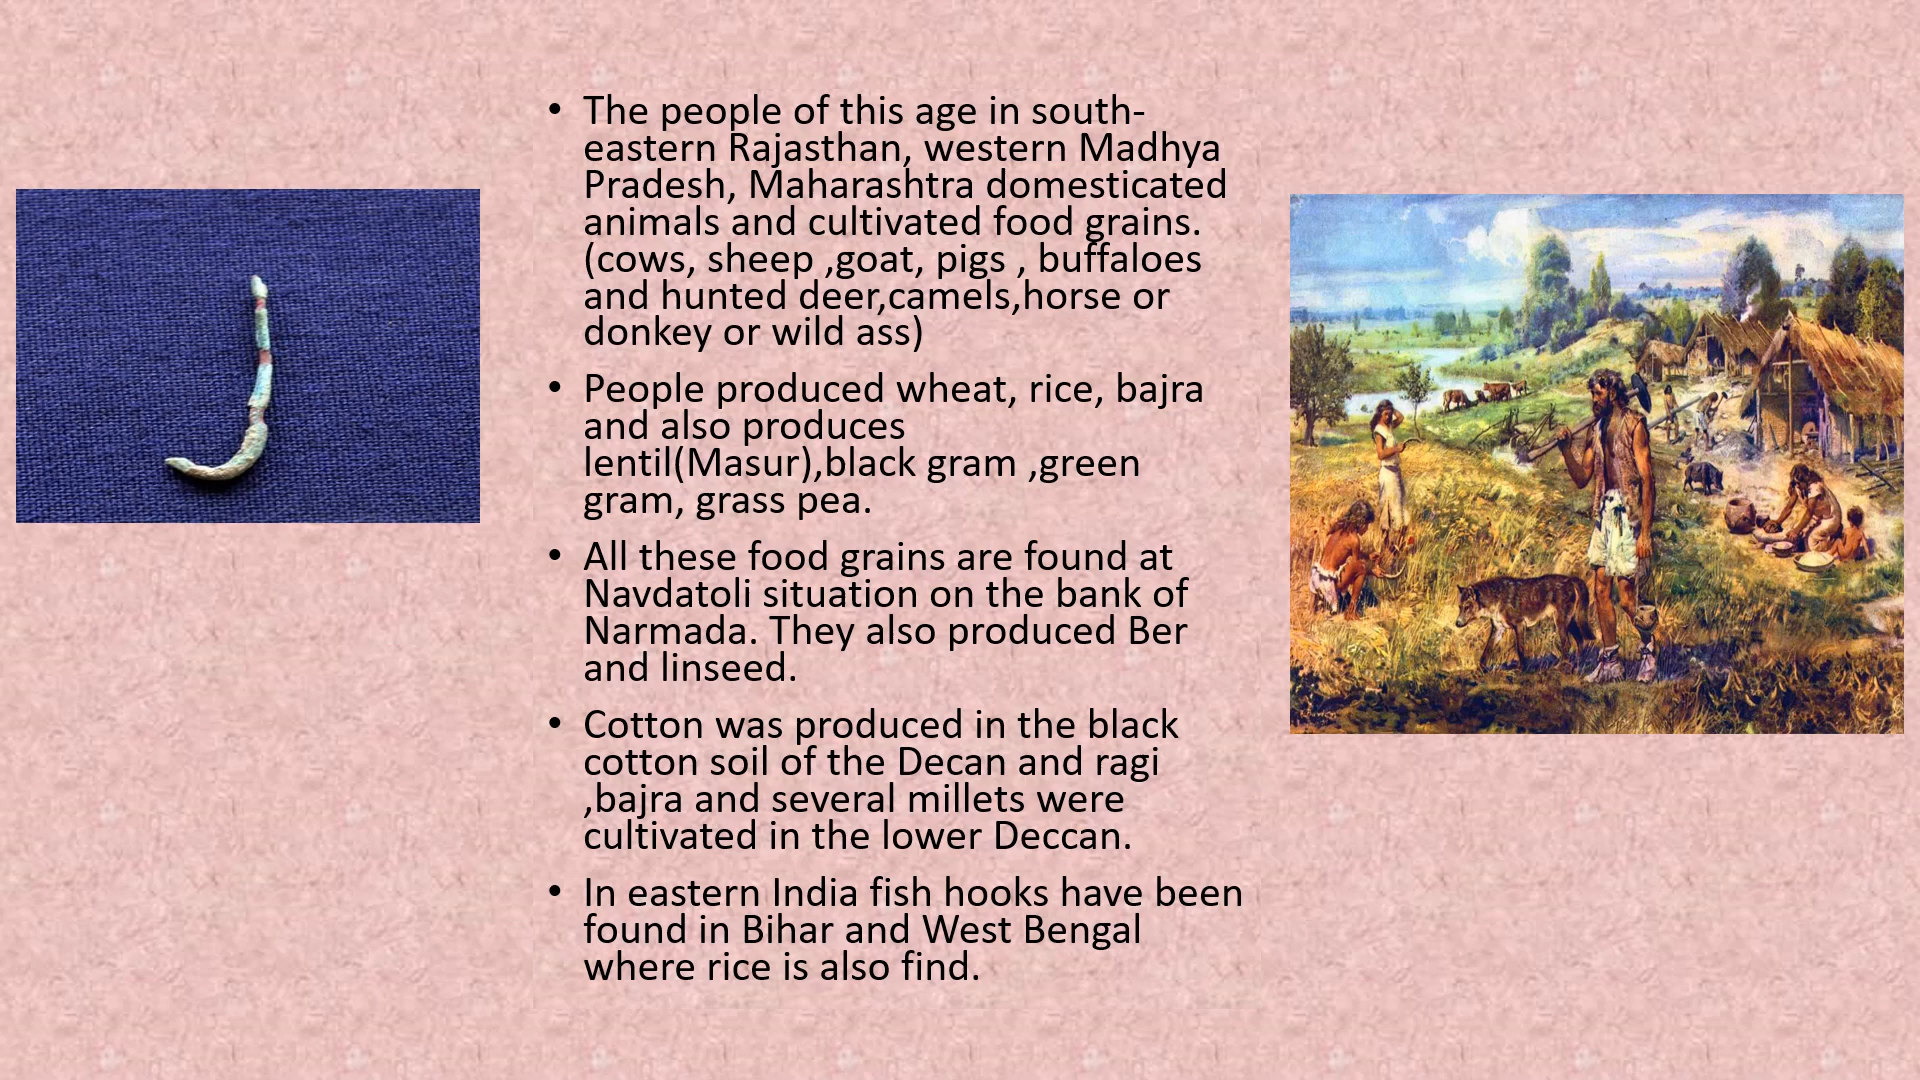 • The people of this age in south-
eastern Rajasthan, western Madhya
Pradesh, Maharashtra domesticated
animals and cultivated food grains.
(cows, sheep ,goat, pigs , buffaloes
and hunted deer,camels,horse or
donkey or wild ass)
• People produced wheat, rice, bajra
and also produces
lentil(Masur),black gram ,green
gram, grass pea.
• All these food grains are found at
Navdatoli situation on the bank of
Narmada. They also produced Ber
and linseed.
• Cotton was produced in the black
cotton soil of the Decan and ragi
,bajra and several millets were
cultivated in the lower Deccan.
• In eastern India fish hooks have been
found in Bihar and West Bengal
where rice is also find.